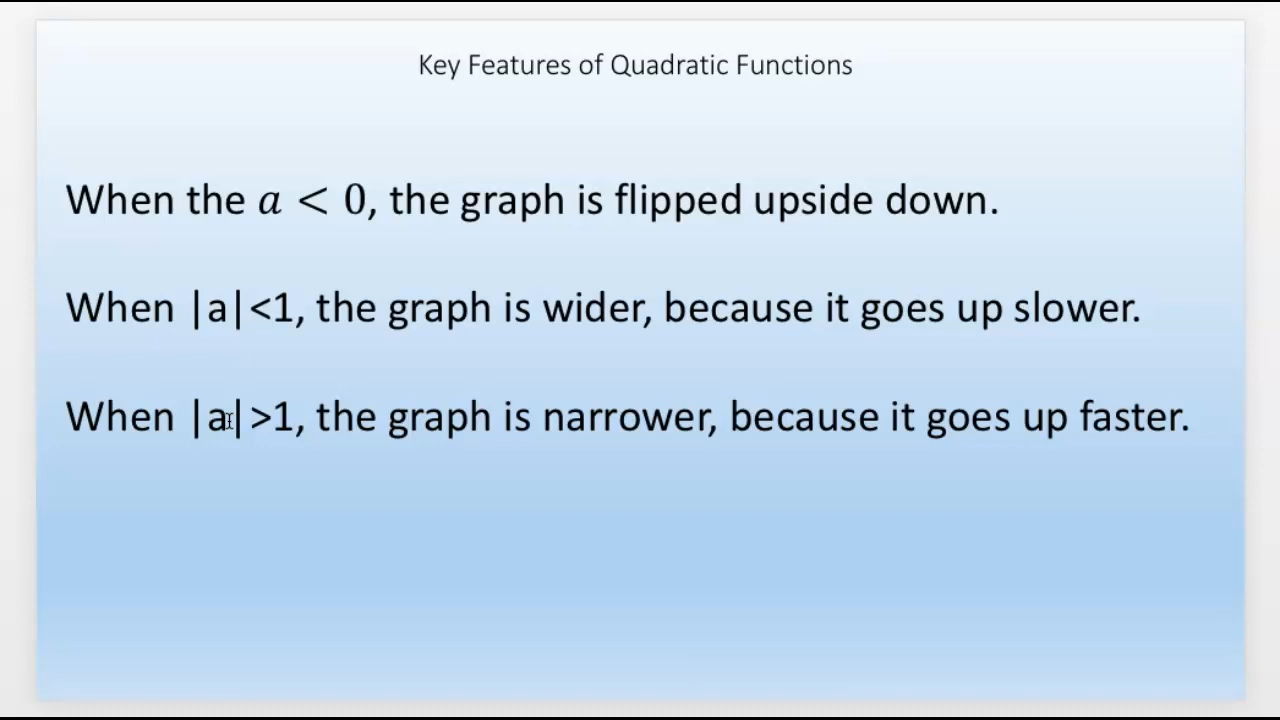 Key Features of Quadratic Functions
When the a < 0, the graph is flipped upside down.
When |a|<1, the graph is wider, because it goes up slower.
When |a|>1, the graph is narrower, because it goes up faster.